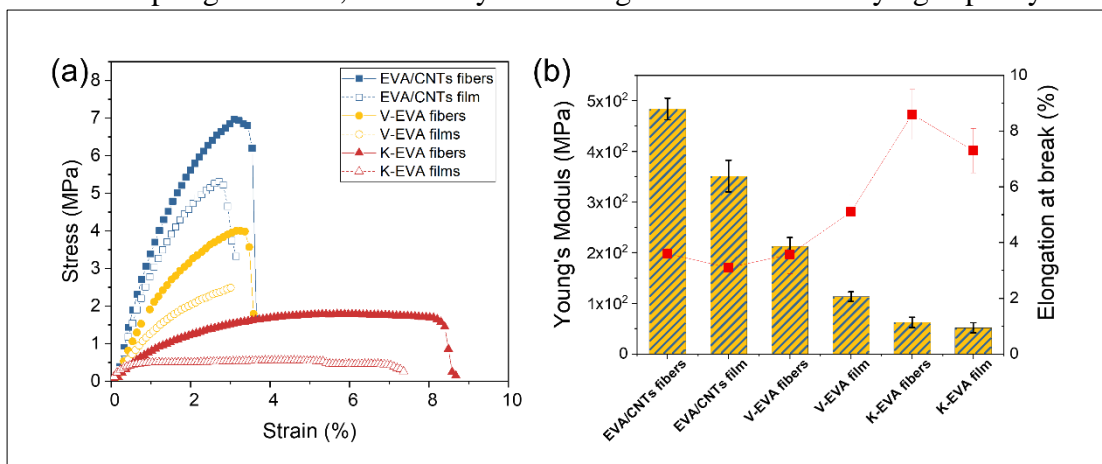 (a)
8
7
6
5
4
3
2
1
0
Stress (MPa)
EVA/CNTs fibers
EVA/CNTs film
V-EVA fibers
V-EVA films
K-EVA fibers
K-EVA films
0 2 4 6 8 10
Strain (%)
(b)
5x10²
4x10²
3x10²
2x10²
1x10²
0
Young's Moduls (MPa)
10
8
6
4
2
0
Elongation at break (%)
EVA/CNTs fibers
EVA/CNTs film
V-EVA fibers
V-EVA film
K-EVA fibers
K-EVA film